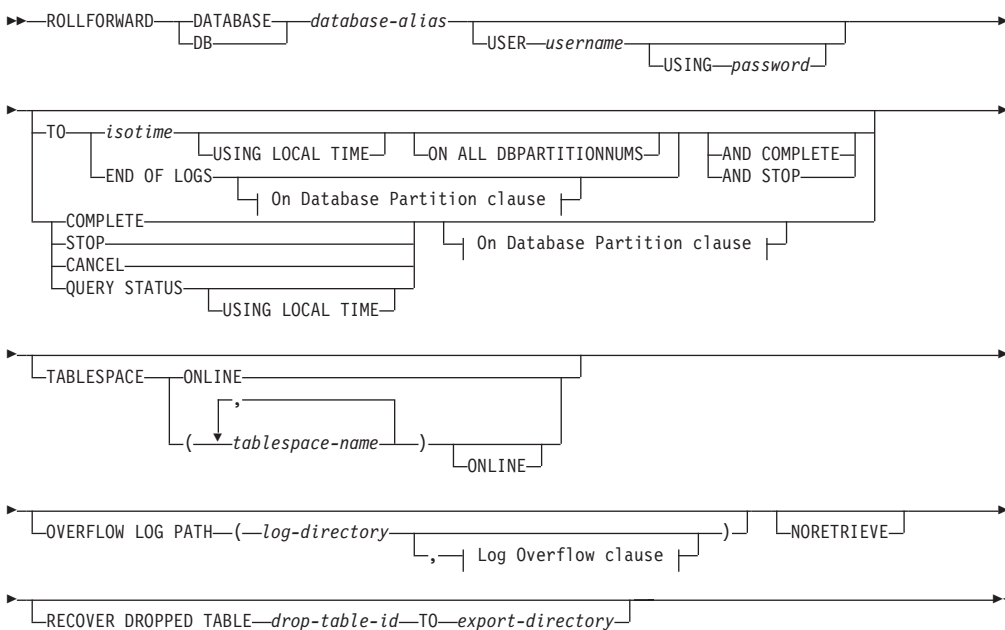 ROLLFORWARD DATABASE database-alias
DB USER username
USING password
TO isotime
USING LOCAL TIME ON ALL DBPARTITIONNUMS AND COMPLETE
END OF LOGS AND STOP
On Database Partition clause
COMPLETE
STOP On Database Partition clause
CANCEL
QUERY STATUS
USING LOCAL TIME
TABLESPACE ONLINE
,
( tablespace-name )
ONLINE
OVERFLOW LOG PATH ( log-directory ) NORETRIEVE
, Log Overflow clause
RECOVER DROPPED TABLE drop-table-id TO export-directory